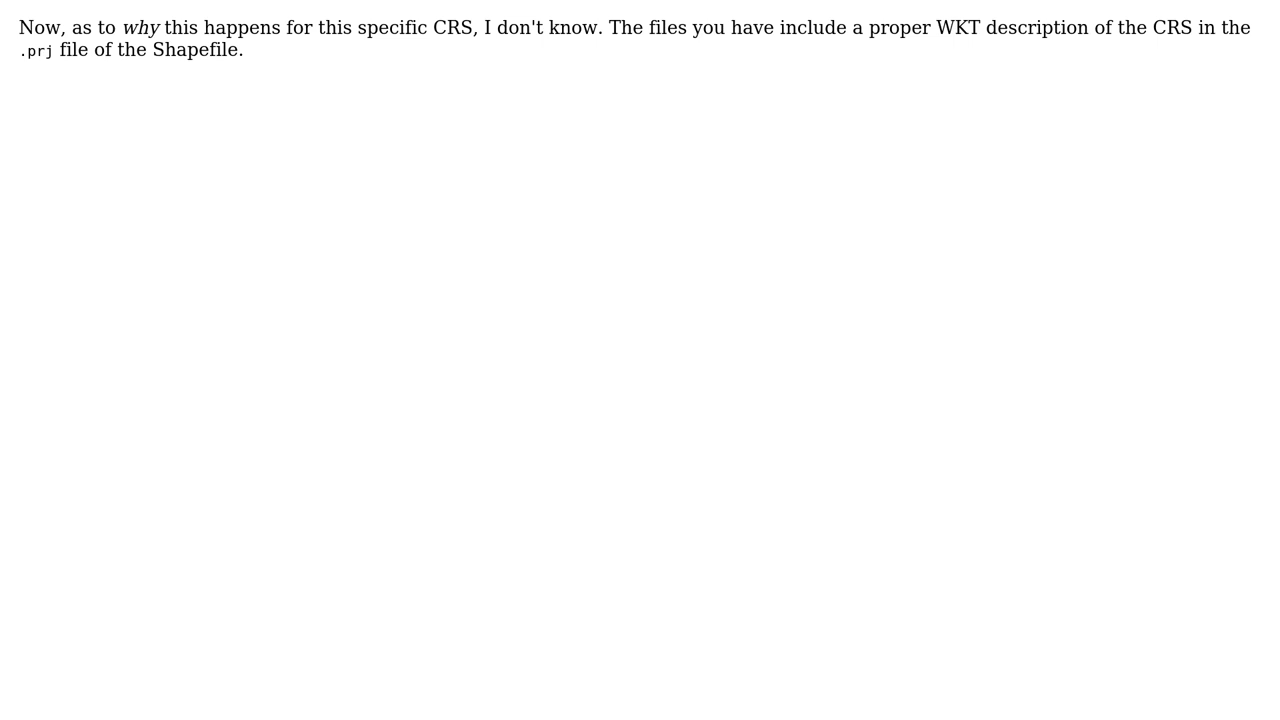 Now, as to why this happens for this specific CRS, I don't know. The files you have include a proper WKT description of the CRS in the
.prj file of the Shapefile.